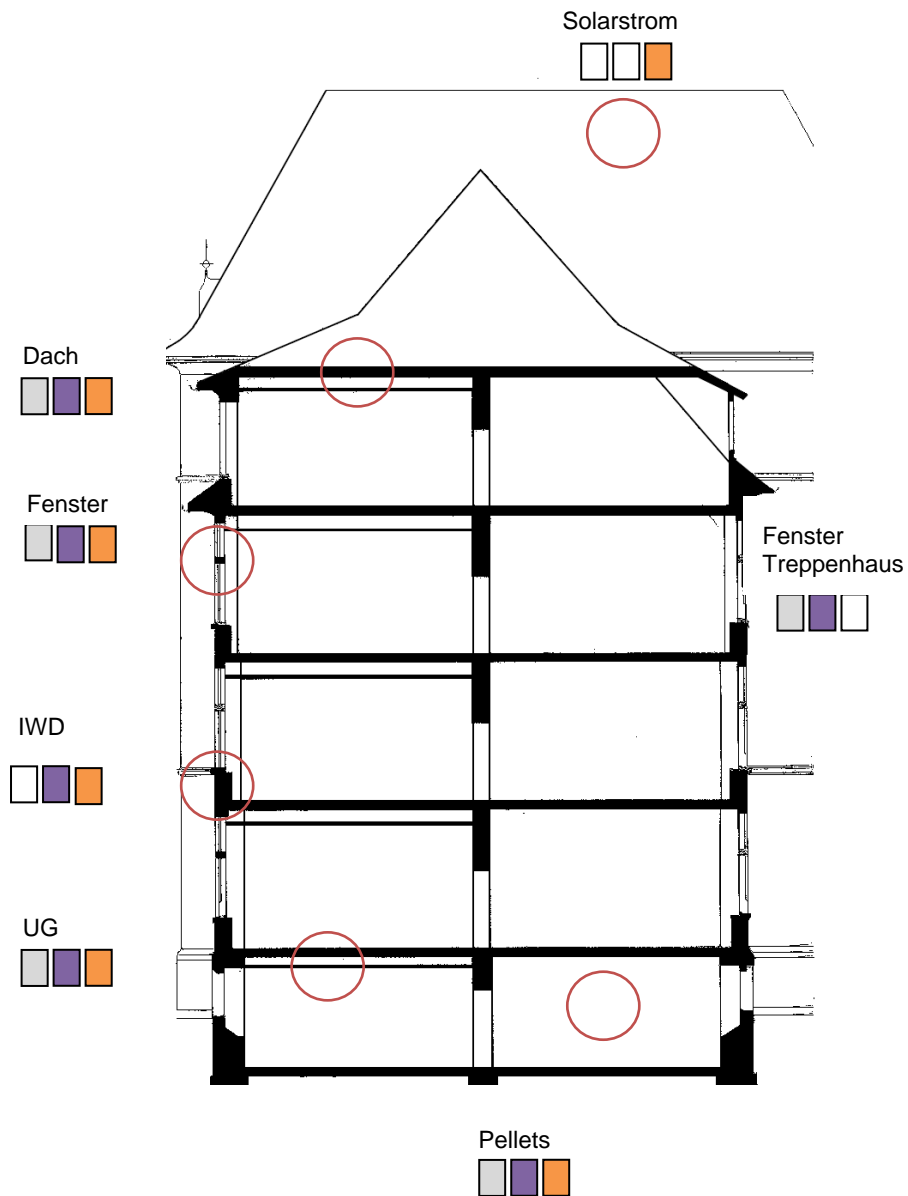 Solarstrom
Dach
Fenster
Fenster
Treppenhaus
IWD
UG
Pellets